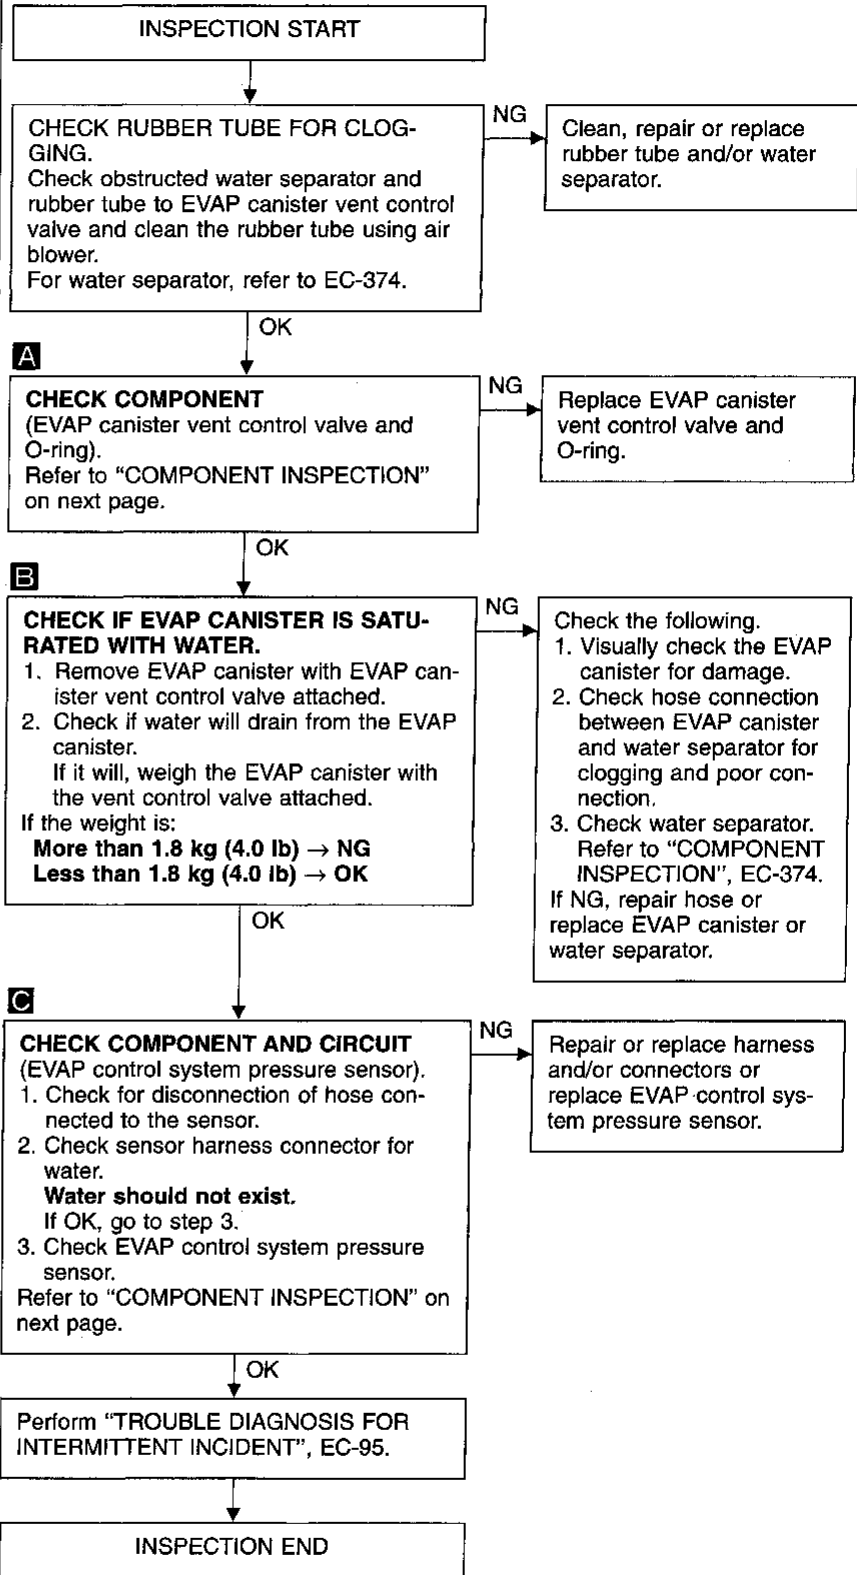 INSPECTION START
CHECK RUBBER TUBE FOR CLOG-
GING.
Check obstructed water separator and
rubber tube to EVAP canister vent control
valve and clean the rubber tube using air
blower.
For water separator, refer to EC-374.
NG
Clean, repair or replace
rubber tube and/or water
separator.
OK
A
CHECK COMPONENT
(EVAP canister vent control valve and
O-ring).
Refer to “COMPONENT INSPECTION”
on next page.
NG
Replace EVAP canister
vent control valve and
O-ring.
OK
B
CHECK IF EVAP CANISTER IS SATU-
RATED WITH WATER.
1. Remove EVAP canister with EVAP can-
ister vent control valve attached.
2. Check if water will drain from the EVAP
canister.
If it will, weigh the EVAP canister with
the vent control valve attached.
If the weight is:
More than 1.8 kg (4.0 lb) → NG
Less than 1.8 kg (4.0 lb) → OK
NG
Check the following.
1. Visually check the EVAP
canister for damage.
2. Check hose connection
between EVAP canister
and water separator for
clogging and poor con-
nection.
3. Check water separator.
Refer to “COMPONENT
INSPECTION”, EC-374.
If NG, repair hose or
replace EVAP canister or
water separator.
OK
C
CHECK COMPONENT AND CIRCUIT
(EVAP control system pressure sensor).
1. Check for disconnection of hose con-
nected to the sensor.
2. Check sensor harness connector for
water.
Water should not exist.
If OK, go to step 3.
3. Check EVAP control system pressure
sensor.
Refer to “COMPONENT INSPECTION” on
next page.
NG
Repair or replace harness
and/or connectors or
replace EVAP control sys-
tem pressure sensor.
OK
Perform “TROUBLE DIAGNOSIS FOR
INTERMITTENT INCIDENT”, EC-95.
INSPECTION END